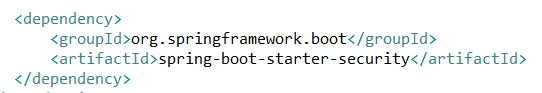 <dependency>
    <groupId>org.springframework.boot</groupId>
    <artifactId>spring-boot-starter-security</artifactId>
</dependency>